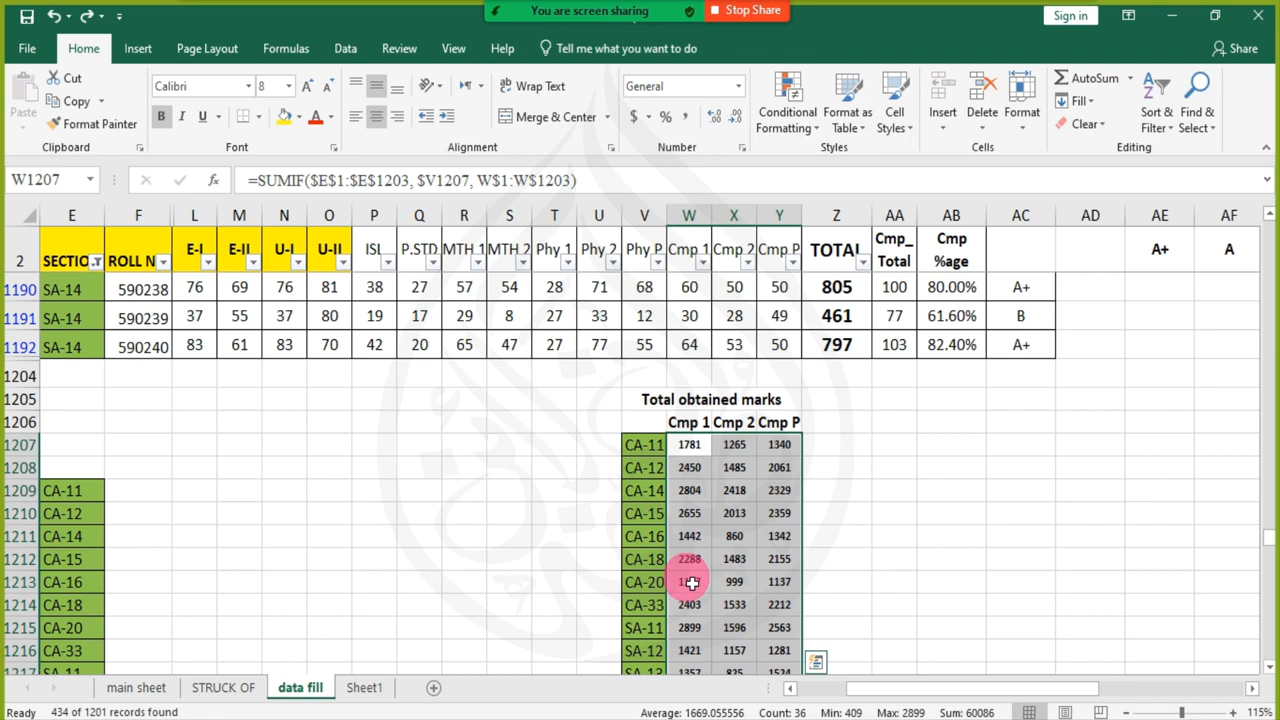 You are screen sharing Stop Share
Sign in
File Home Insert Page Layout Formulas Data Review View Help Tell me what you want to do Share
Cut
Copy
Paste Format Painter
Clipboard
Calibri 8
B I U
Font
Wrap Text
Merge & Center
Alignment
General
$ % ,
Number
Conditional Formatting
Format as Table
Cell Styles
Styles
Insert Delete Format
Cells
AutoSum
Fill
Clear
Sort & Filter
Find & Select
Editing
W1207 fx =SUMIF($E$1:$E$1203, $V1207, W$1:W$1203)
E F L M N O P Q R S T U V W X Y Z AA AB AC AD AE AF
2 SECTIO ROLL N E-I E-II U-I U-II ISL P.STD MTH 1 MTH 2 Phy 1 Phy 2 Phy P Cmp 1 Cmp 2 Cmp P TOTAL Cmp_ Total Cmp %age A+ A
1190 SA-14 590238 76 69 76 81 38 27 57 54 28 71 68 60 50 50 805 100 80.00% A+
1191 SA-14 590239 37 55 37 80 19 17 29 8 27 33 12 30 28 49 461 77 61.60% B
1192 SA-14 590240 83 61 83 70 42 20 65 47 27 77 55 64 53 50 797 103 82.40% A+
1204
1205 Total obtained marks
1206 Cmp 1 Cmp 2 Cmp P
1207 CA-11 1781 1265 1340
1208 CA-12 2450 1485 2061
1209 CA-11 CA-14 2804 2418 2329
1210 CA-12 CA-15 2655 2013 2359
1211 CA-14 CA-16 1442 860 1342
1212 CA-15 CA-18 2288 1483 2155
1213 CA-16 CA-20 999 1137
1214 CA-18 CA-33 2403 1533 2212
1215 CA-20 SA-11 2899 1596 2563
1216 CA-33 SA-12 1421 1157 1281
1217 SA-11 SA-13 1357 825 1524
main sheet STRUCK OF data fill Sheet1
Ready 434 of 1201 records found Average: 1669.055556 Count: 36 Min: 409 Max: 2899 Sum: 60086 115%